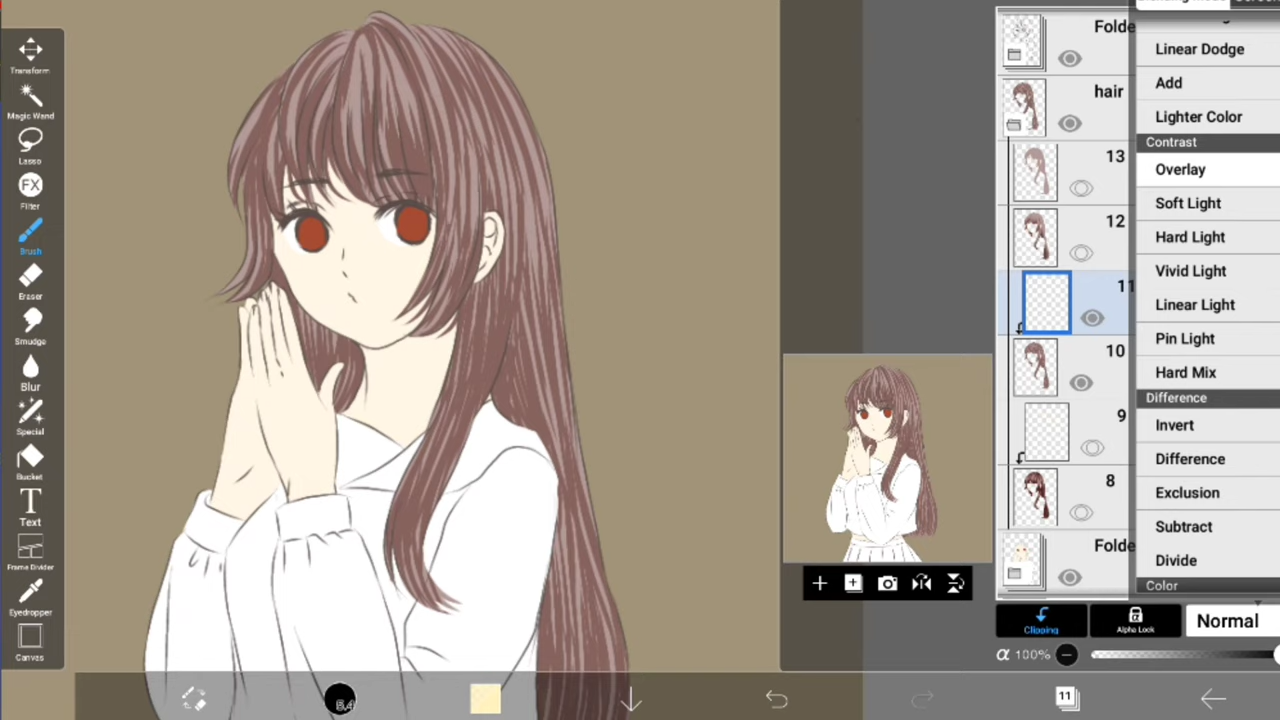 Transform
Magic Wand
Lasso
FX
Filter
Brush
Eraser
Smudge
Blur
Special
Bucket
T
Text
Frame Divider
Eyedropper
Canvas
5.4
Folde
hair
13
12
11
10
9
8
Folde
Linear Dodge
Add
Lighter Color
Contrast
Overlay
Soft Light
Hard Light
Vivid Light
Linear Light
Pin Light
Hard Mix
Difference
Invert
Difference
Exclusion
Subtract
Divide
Color
Clipping
Alpha Lock
Normal
α 100%
11